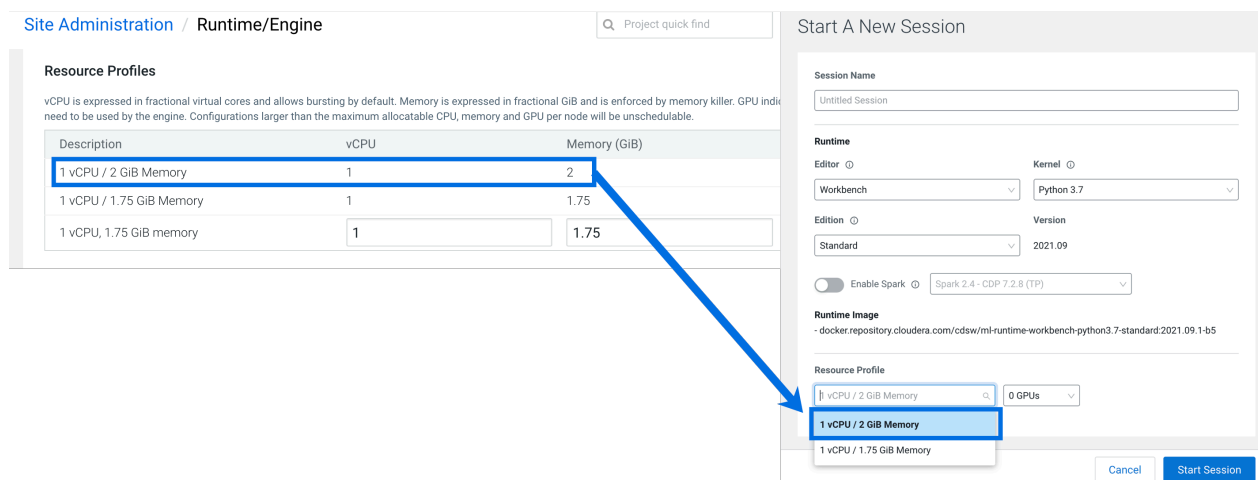 Site Administration / Runtime/Engine
Project quick find
Resource Profiles
vCPU is expressed in fractional virtual cores and allows bursting by default. Memory is expressed in fractional GiB and is enforced by memory killer. GPU
need to be used by the engine. Configurations larger than the maximum allocatable CPU, memory and GPU per node will be unschedulable.
Description vCPU Memory (GiB)
1 vCPU / 2 GiB Memory 1 2
1 vCPU / 1.75 GiB Memory 1 1.75
1 vCPU, 1.75 GiB memory 1 1.75
Start A New Session
Session Name
Untitled Session
Runtime
Editor Kernel
Workbench Python 3.7
Edition Version
Standard 2021.09
Enable Spark Spark 2.4 - CDP 7.2.8 (TP)
Runtime Image
- docker.repository.cloudera.com/cdsw/ml-runtime-workbench-python3.7-standard:2021.09.1-b5
Resource Profile
1 vCPU / 2 GiB Memory 0 GPUs
1 vCPU / 2 GiB Memory
1 vCPU / 1.75 GiB Memory
Cancel Start Session